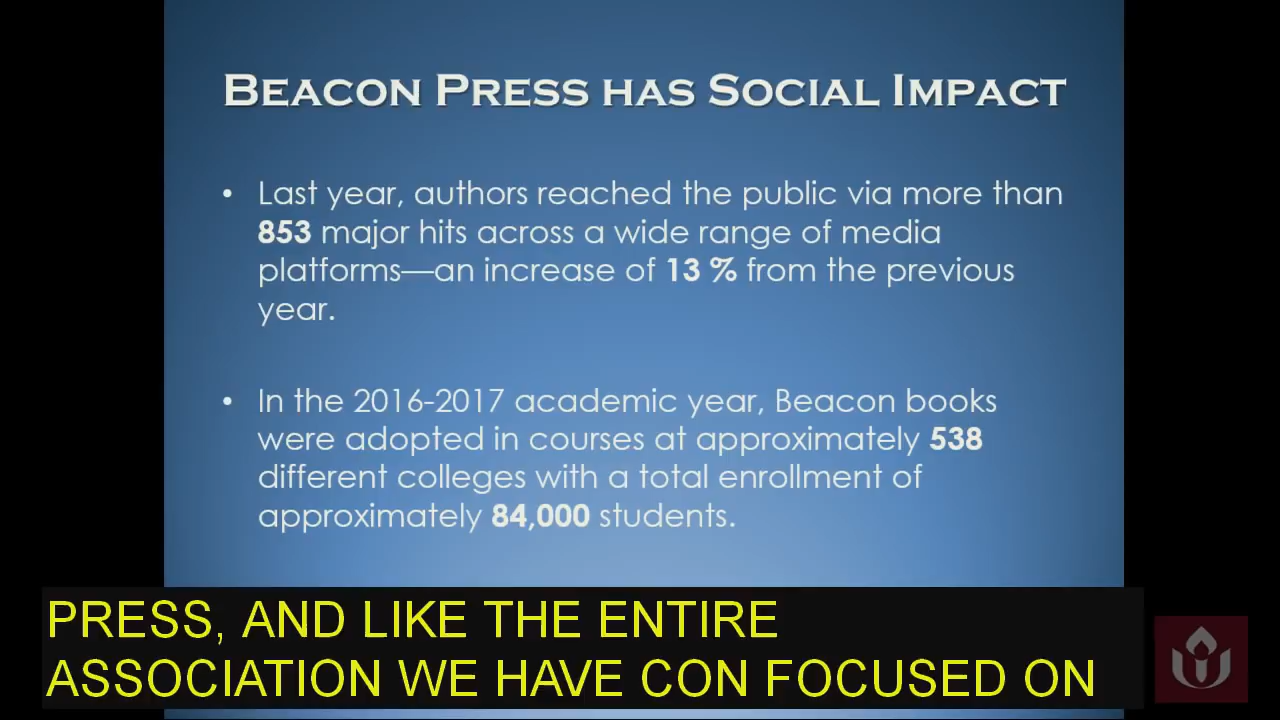 BEACON PRESS HAS SOCIAL IMPACT
• Last year, authors reached the public via more than
853 major hits across a wide range of media
platforms—an increase of 13 % from the previous
year.
• In the 2016-2017 academic year, Beacon books
were adopted in courses at approximately 538
different colleges with a total enrollment of
approximately 84,000 students.
PRESS, AND LIKE THE ENTIRE
ASSOCIATION WE HAVE CON FOCUSED ON